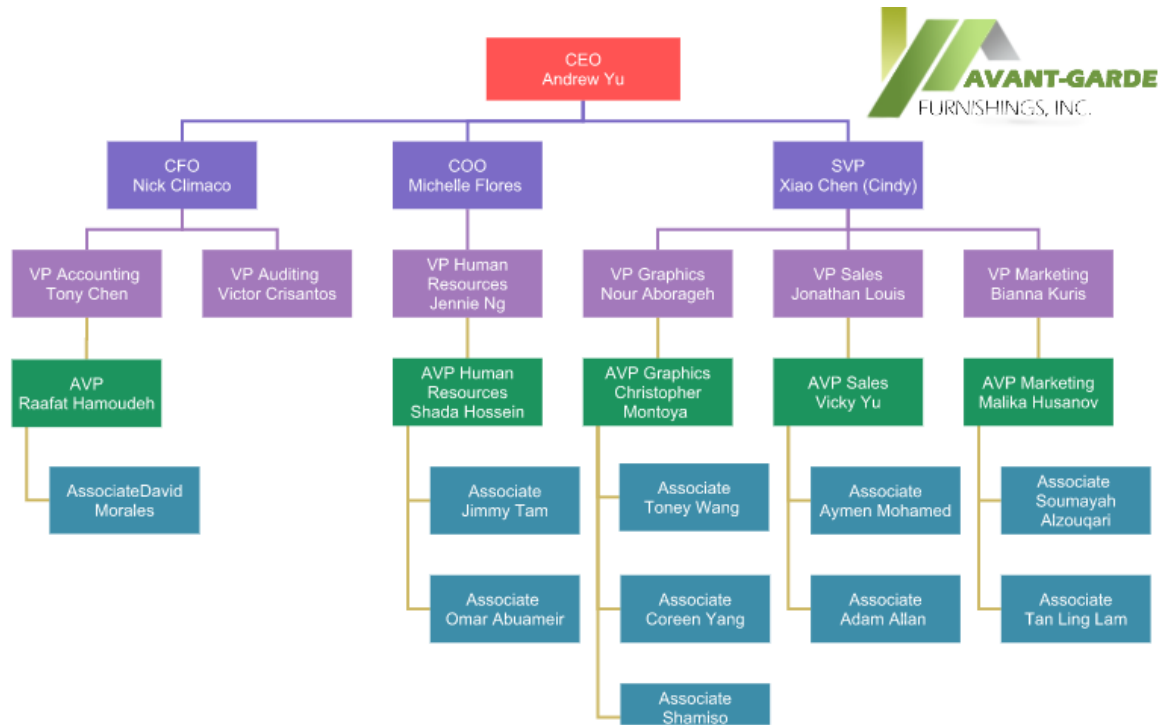 CEO
Andrew Yu
AVANT-GARDE
FURNISHINGS, INC.
CFO
Nick Climaco
COO
Michelle Flores
SVP
Xiao Chen (Cindy)
VP Accounting
Tony Chen
VP Auditing
Victor Crisantos
VP Human
Resources
Jennie Ng
VP Graphics
Nour Aborageh
VP Sales
Jonathan Louis
VP Marketing
Bianna Kuris
AVP
Raafat Hamoudeh
AVP Human
Resources
Shada Hossein
AVP Graphics
Christopher
Montoya
AVP Sales
Vicky Yu
AVP Marketing
Malika Husanov
AssociateDavid
Morales
Associate
Jimmy Tam
Associate
Toney Wang
Associate
Aymen Mohamed
Associate
Soumayah
Alzouqari
Associate
Omar Abuameir
Associate
Coreen Yang
Associate
Adam Allan
Associate
Tan Ling Lam
Associate
Shamiso